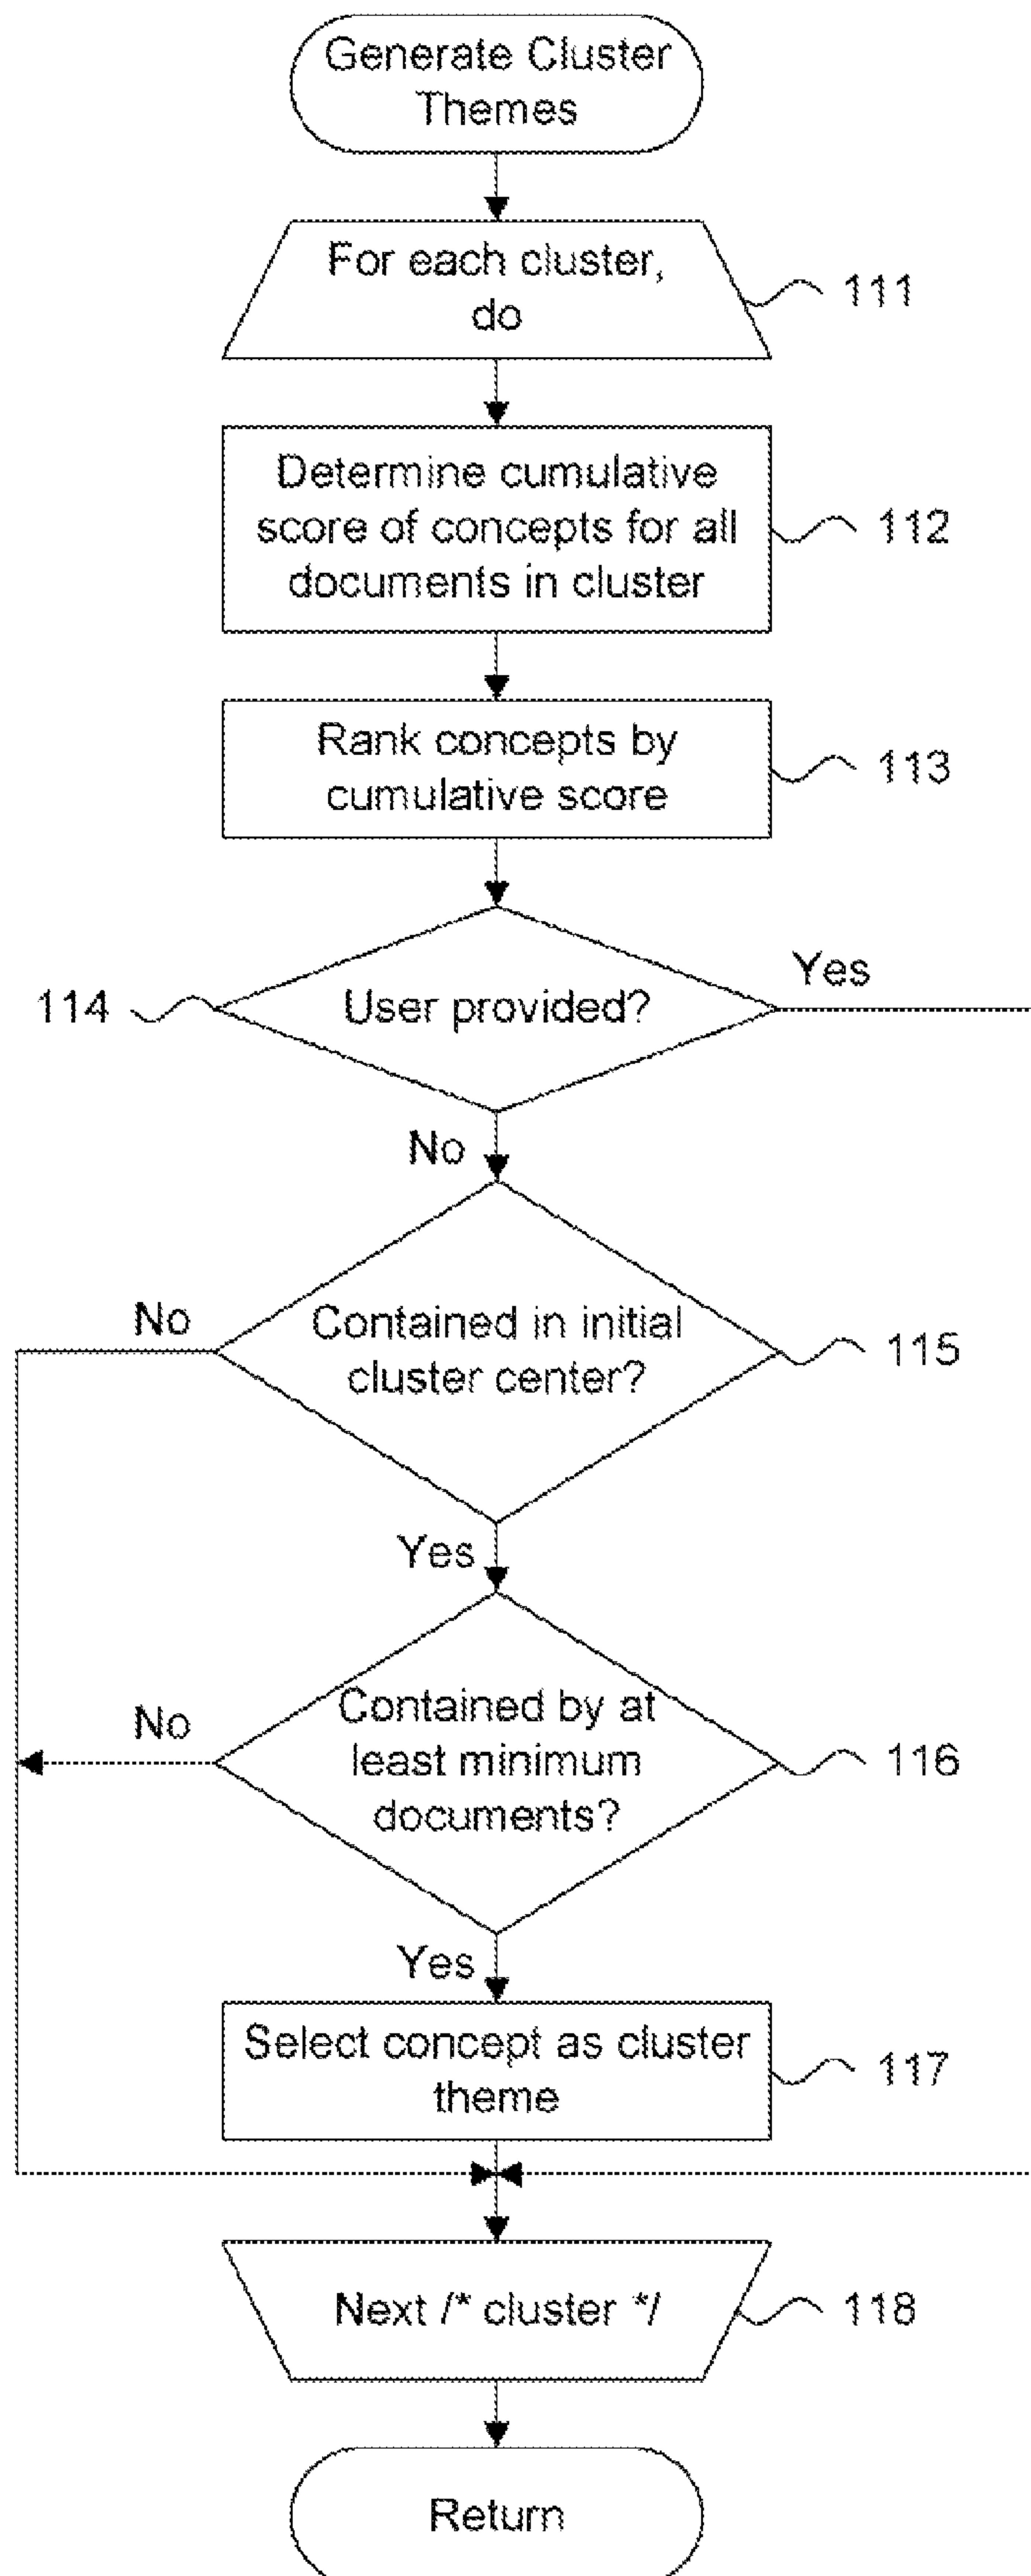 Generate Cluster
Themes
For each cluster,
do
111
Determine cumulative
score of concepts for all
documents in cluster
112
Rank concepts by
cumulative score
113
114
User provided?
Yes
No
No
Contained in initial
cluster center?
115
Yes
No
Contained by at
least minimum
documents?
116
Yes
Select concept as cluster
theme
117
Next /* cluster */
118
Return